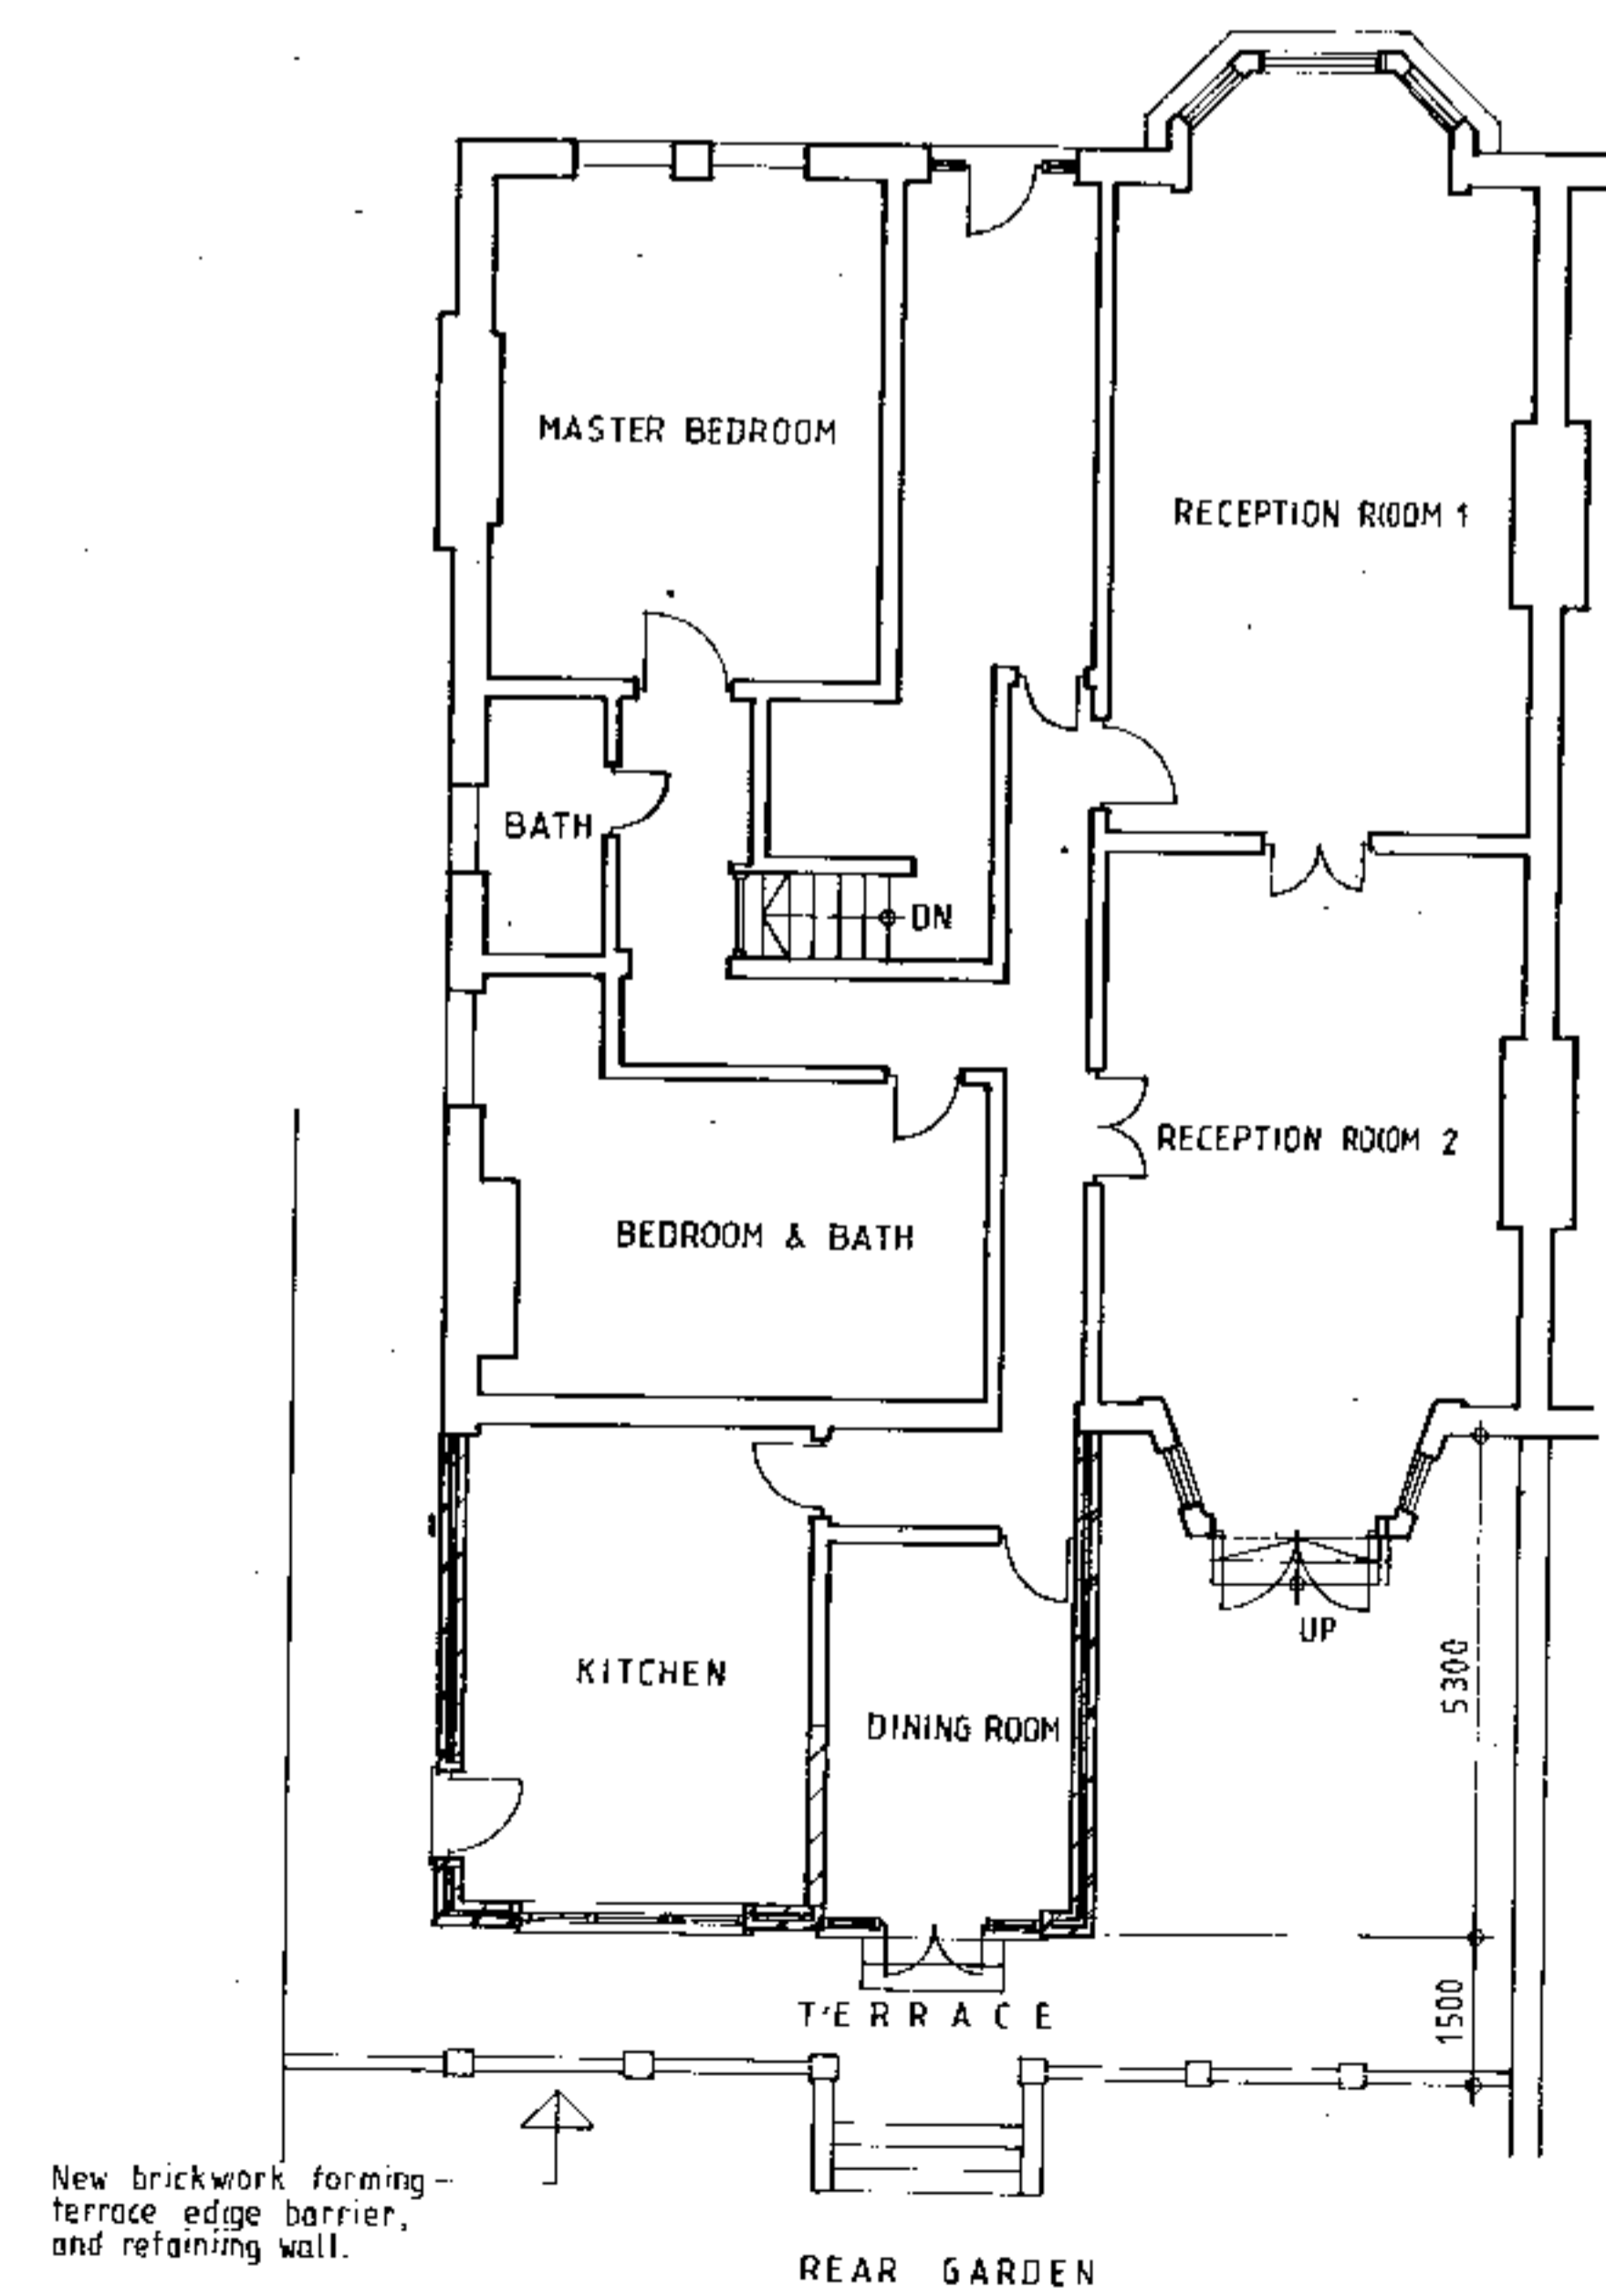 MASTER BEDROOM
RECEPTION ROOM 1
BATH
DN
RECEPTION ROOM 2
BEDROOM & BATH
UP
5300
KITCHEN
DINING ROOM
1500
TERRACE
New brickwork forming
terrace edge barrier,
and retaining wall.
REAR GARDEN